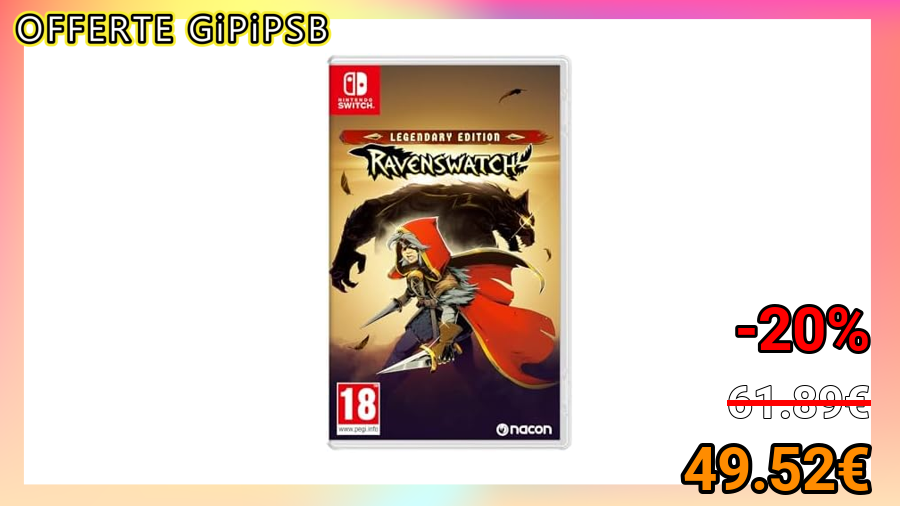 OFFERTE GiPiPSB
NINTENDO
SWITCH
LEGENDARY EDITION
RAVENSWATCH
18
www.pegi.info
nacon
-20%
61.89€
49.52€